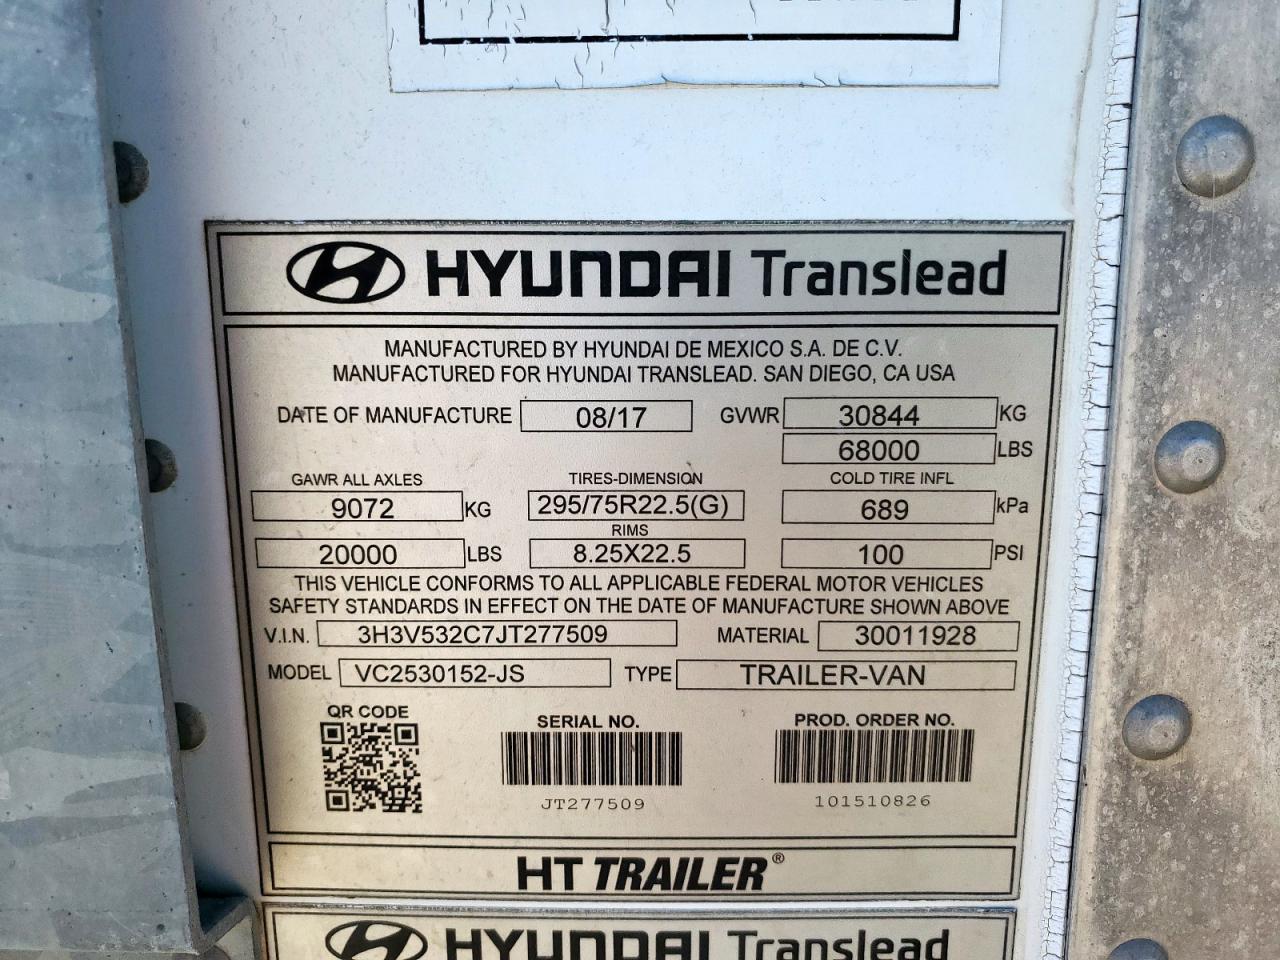 HYUNDAI Translead
MANUFACTURED BY HYUNDAI DE MEXICO S.A. DE C.V.
MANUFACTURED FOR HYUNDAI TRANSLEAD. SAN DIEGO, CA USA
DATE OF MANUFACTURE 08/17 GVWR 30844 KG
68000 LBS
GAWR ALL AXLES TIRES-DIMENSION COLD TIRE INFL
9072 KG 295/75R22.5(G) 689 kPa
RIMS
20000 LBS 8.25X22.5 100 PSI
THIS VEHICLE CONFORMS TO ALL APPLICABLE FEDERAL MOTOR VEHICLES
SAFETY STANDARDS IN EFFECT ON THE DATE OF MANUFACTURE SHOWN ABOVE
V.I.N. 3H3V532C7JT277509 MATERIAL 30011928
MODEL VC2530152-JS TYPE TRAILER-VAN
QR CODE SERIAL NO. PROD. ORDER NO.
JT277509 101510826
HT TRAILER®
HYUNDAI Translead